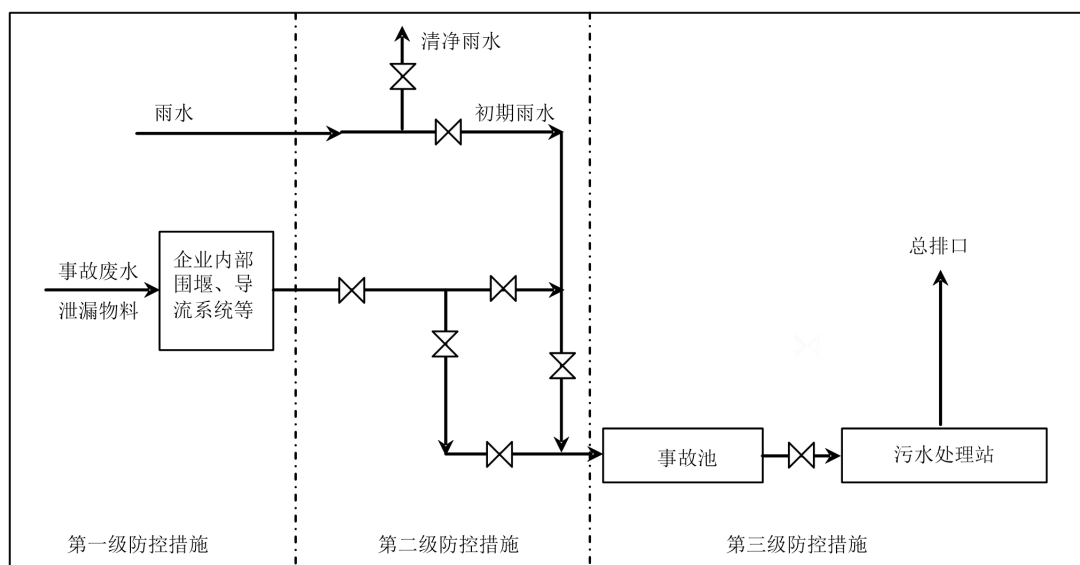 清净雨水
雨水
初期雨水
事故废水
泄漏物料
企业内部
围堰、导
流系统等
总排口
事故池
污水处理站
第一级防控措施
第二级防控措施
第三级防控措施